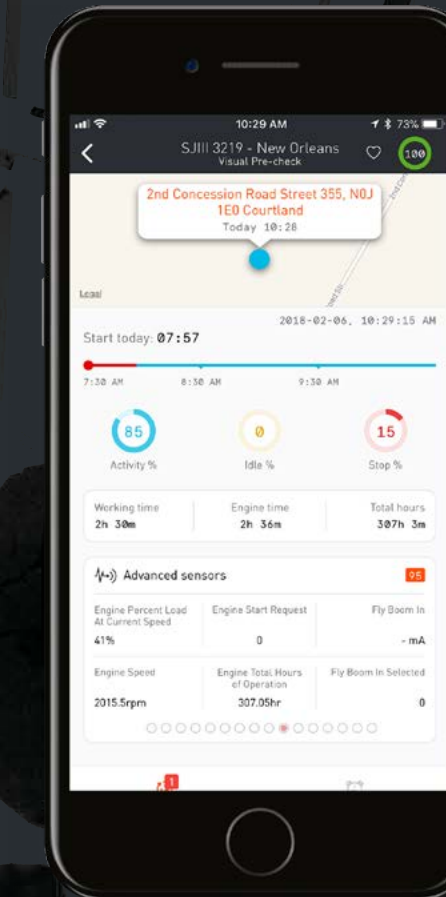 10:29 AM
73%
SJIII 3219 - New Orleans
Visual Pre-check
100
2nd Concession Road Street 355, N0J
1E0 Courtland
Today 10:28
Legal
2018-02-06, 10:29:15 AM
Start today: 07:57
7:30 AM 8:30 AM 9:30 AM
85 0 15
Activity % Idle % Stop %
Working time Engine time Total hours
2h 30m 2h 36m 307h 3m
Advanced sensors 95
Engine Percent Load
At Current Speed
Engine Start Request Fly Boom In
41% 0 - mA
Engine Speed Engine Total Hours
of Operation
Fly Boom In Selected
2015.5rpm 307.05hr 0
1